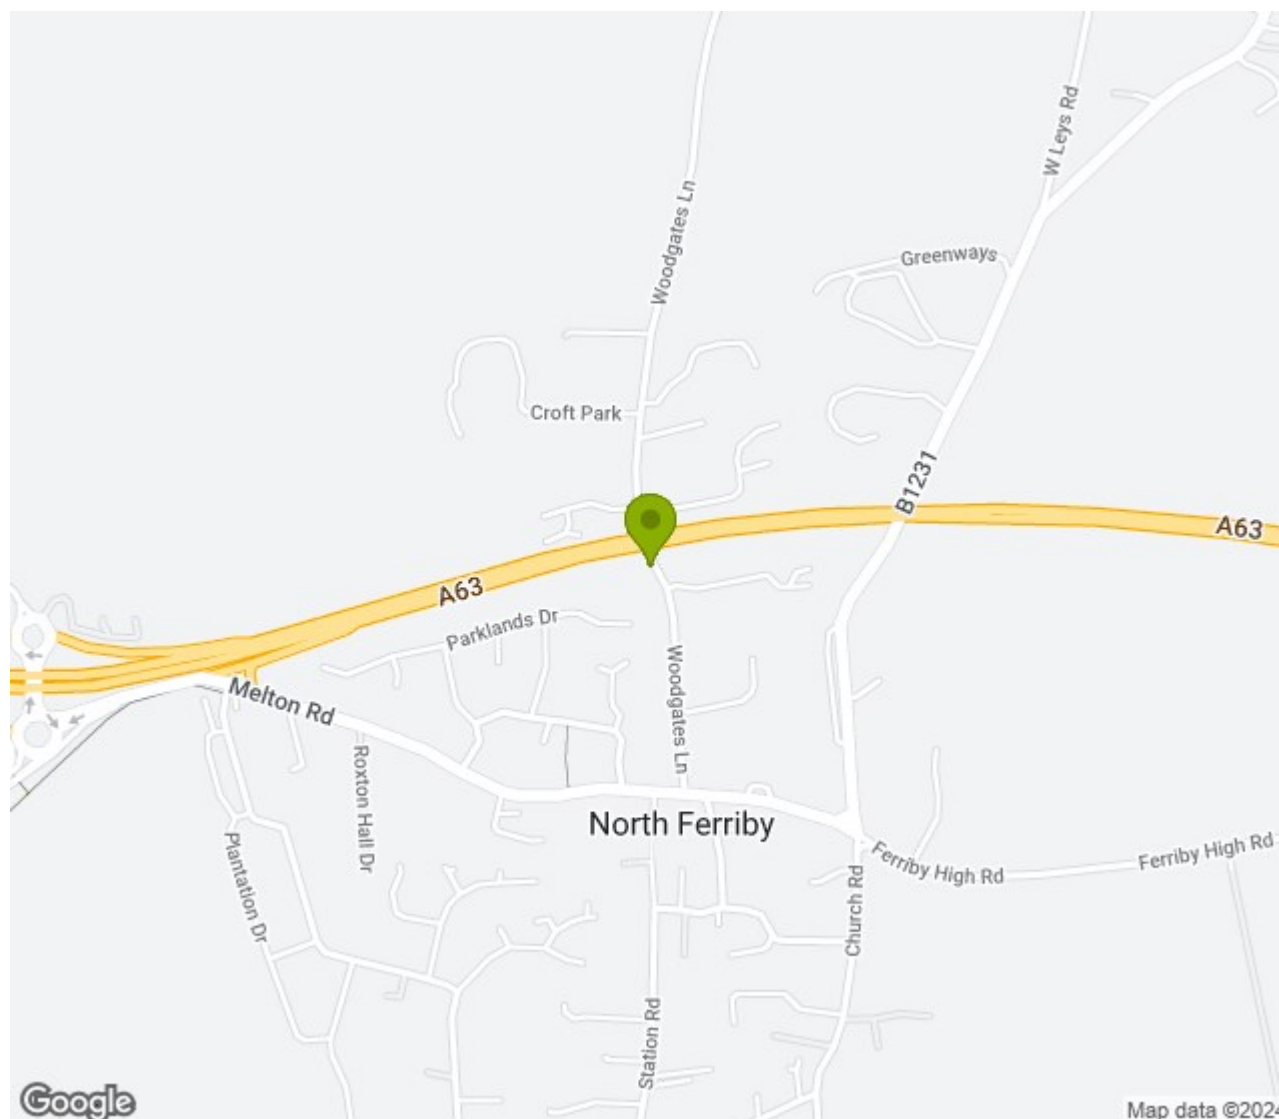 W Leys Rd
Woodgates Ln
Greenways
Croft Park
B1231
A63
A63
Parklands Dr
Melton Rd
Woodgates Ln
Roxton Hall Dr
North Ferriby
Plantation Dr
Ferriby High Rd
Ferriby High Rd
Church Rd
Station Rd
Google
Map data ©2024